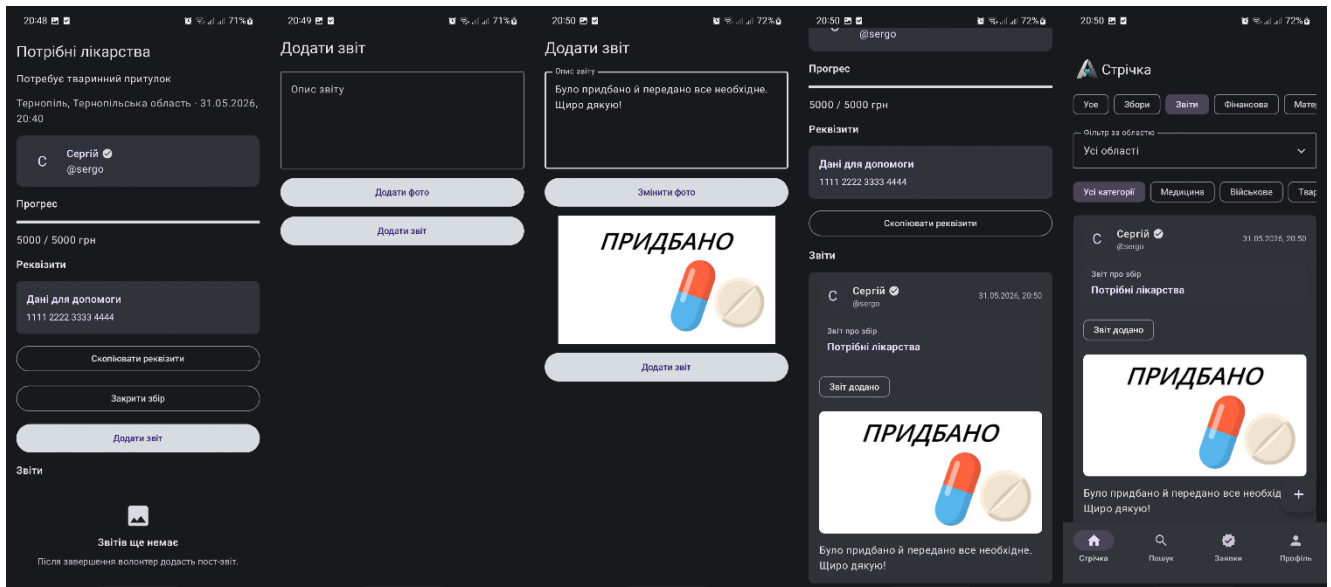 20:48
71%
Потрібні лікарства
Потребує тваринний притулок
Тернопіль, Тернопільська область - 31.05.2026,
20:40
С
Сергій
@sergo
Прогрес
5000 / 5000 грн
Реквізити
Дані для допомоги
1111 2222 3333 4444
Скопіювати реквізити
Закрити збір
Додати звіт
Звіти
Звітів ще немає
Після завершення волонтер додасть пост-звіт.
20:49
71%
Додати звіт
Опис звіту
Додати фото
Додати звіт
20:50
72%
Додати звіт
Опис звіту
Було придбано й передано все необхідне.
Щиро дякую!
Змінити фото
ПРИДБАНО
Додати звіт
20:50
72%
@sergo
Прогрес
5000 / 5000 грн
Реквізити
Дані для допомоги
1111 2222 3333 4444
Скопіювати реквізити
Звіти
С
Сергій
@sergo
31.05.2026, 20:50
Звіт про збір
Потрібні лікарства
Звіт додано
ПРИДБАНО
Було придбано й передано все необхідне.
Щиро дякую!
20:50
72%
Стрічка
Усе
Збори
Звіти
Фінансова
Мате
Фільтр за областю
Усі області
Усі категорії
Медицина
Військове
Твар
С
Сергій
@sergo
31.05.2026, 20:50
Звіт про збір
Потрібні лікарства
Звіт додано
ПРИДБАНО
Було придбано й передано все необхід
Щиро дякую!
+
Стрічка
Пошук
Заявки
Профіль